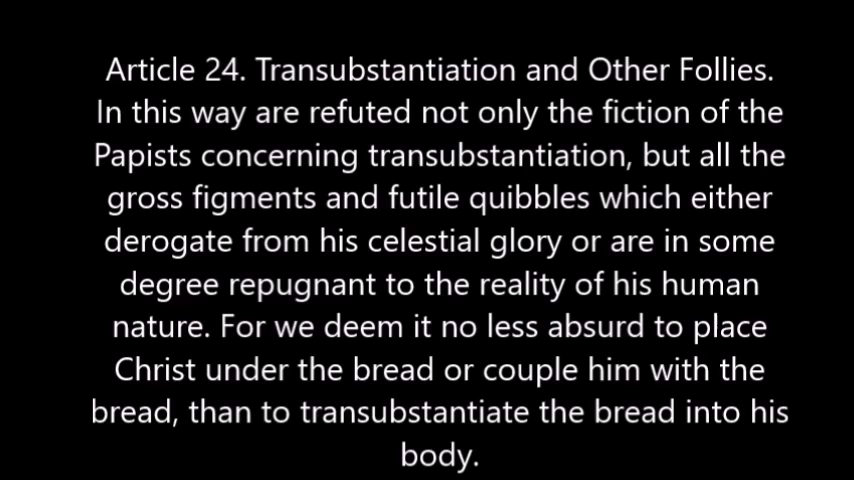 Article 24. Transubstantiation and Other Follies.
In this way are refuted not only the fiction of the
Papists concerning transubstantiation, but all the
gross figments and futile quibbles which either
derogate from his celestial glory or are in some
degree repugnant to the reality of his human
nature. For we deem it no less absurd to place
Christ under the bread or couple him with the
bread, than to transubstantiate the bread into his
body.